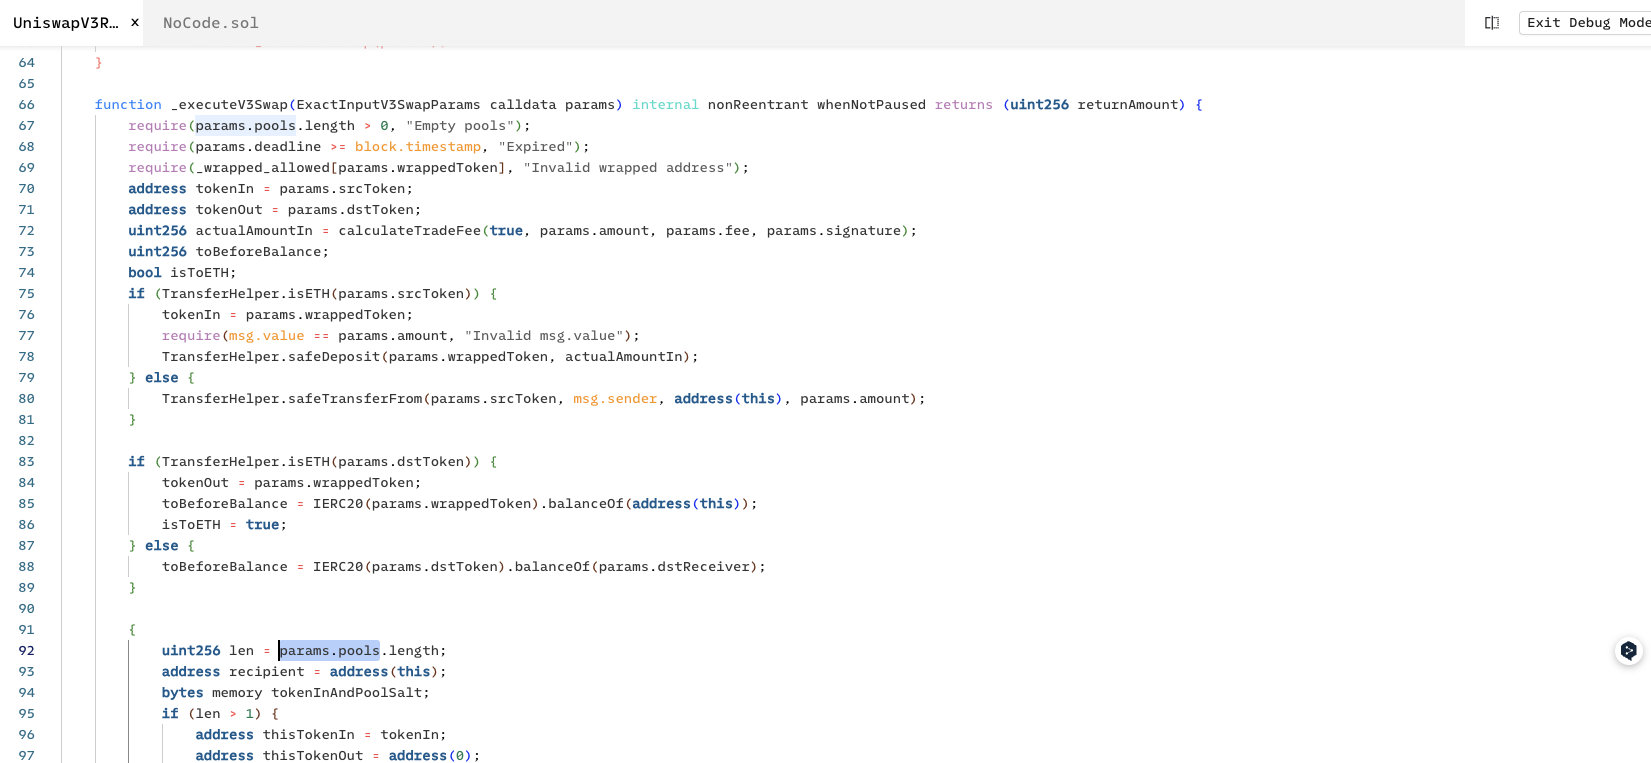 UniswapV3R… × NoCode.sol Exit Debug Mode
64 }
65
66 function _executeV3Swap(ExactInputV3SwapParams calldata params) internal nonReentrant whenNotPaused returns (uint256 returnAmount) {
67 require(params.pools.length > 0, "Empty pools");
68 require(params.deadline >= block.timestamp, "Expired");
69 require(_wrapped_allowed[params.wrappedToken], "Invalid wrapped address");
70 address tokenIn = params.srcToken;
71 address tokenOut = params.dstToken;
72 uint256 actualAmountIn = calculateTradeFee(true, params.amount, params.fee, params.signature);
73 uint256 toBeforeBalance;
74 bool isToETH;
75 if (TransferHelper.isETH(params.srcToken)) {
76 tokenIn = params.wrappedToken;
77 require(msg.value == params.amount, "Invalid msg.value");
78 TransferHelper.safeDeposit(params.wrappedToken, actualAmountIn);
79 } else {
80 TransferHelper.safeTransferFrom(params.srcToken, msg.sender, address(this), params.amount);
81 }
82
83 if (TransferHelper.isETH(params.dstToken)) {
84 tokenOut = params.wrappedToken;
85 toBeforeBalance = IERC20(params.wrappedToken).balanceOf(address(this));
86 isToETH = true;
87 } else {
88 toBeforeBalance = IERC20(params.dstToken).balanceOf(params.dstReceiver);
89 }
90
91 {
92 uint256 len = params.pools.length;
93 address recipient = address(this);
94 bytes memory tokenInAndPoolSalt;
95 if (len > 1) {
96 address thisTokenIn = tokenIn;
97 address thisTokenOut = address(0);